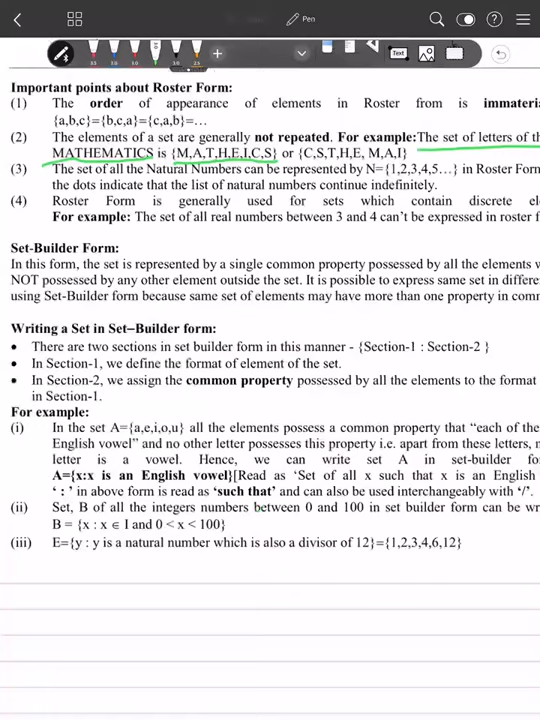 Pen
Text
3.5 3.0 3.0 3.0 3.0 2.5
Important points about Roster Form:
(1) The order of appearance of elements in Roster from is immateri
{a,b,c}={b,c,a}={c,a,b}=...
(2) The elements of a set are generally not repeated. For example:The set of letters of th
MATHEMATICS is {M,A,T,H,E,I,C,S} or {C,S,T,H,E, M,A,I}
(3) The set of all the Natural Numbers can be represented by N={1,2,3,4,5…} in Roster Form
the dots indicate that the list of natural numbers continue indefinitely.
(4) Roster Form is generally used for sets which contain discrete el
For example: The set of all real numbers between 3 and 4 can’t be expressed in roster f
Set-Builder Form:
In this form, the set is represented by a single common property possessed by all the elements w
NOT possessed by any other element outside the set. It is possible to express same set in differe
using Set-Builder form because same set of elements may have more than one property in comm
Writing a Set in Set–Builder form:
• There are two sections in set builder form in this manner - {Section-1 : Section-2 }
• In Section-1, we define the format of element of the set.
• In Section-2, we assign the common property possessed by all the elements to the format
in Section-1.
For example:
(i) In the set A={a,e,i,o,u} all the elements possess a common property that “each of the
English vowel” and no other letter possesses this property i.e. apart from these letters, n
letter is a vowel. Hence, we can write set A in set-builder fo
A={x:x is an English vowel}[Read as ‘Set of all x such that x is an English
‘ : ’ in above form is read as ‘such that’ and can also be used interchangeably with ‘/’.
(ii) Set, B of all the integers numbers between 0 and 100 in set builder form can be wr
B = {x : x ∈ I and 0 < x < 100}
(iii) E={y : y is a natural number which is also a divisor of 12}={1,2,3,4,6,12}